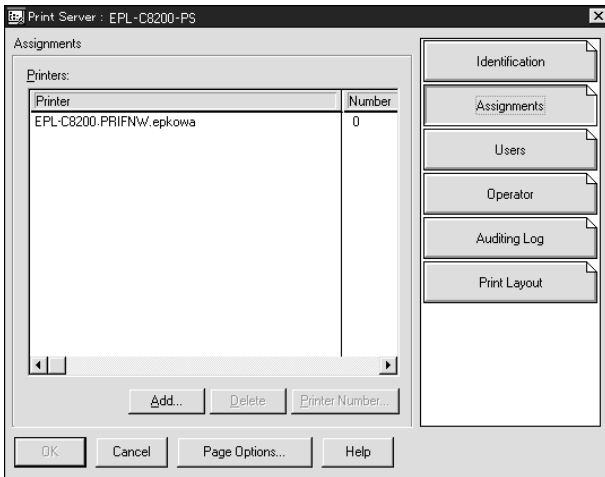 Print Server : EPL-C8200-PS
Assignments
Printers:
Printer Number
EPL-C8200.PRIFNW.epkowa 0
Add... Delete Printer Number...
OK Cancel Page Options... Help
Identification
Assignments
Users
Operator
Auditing Log
Print Layout